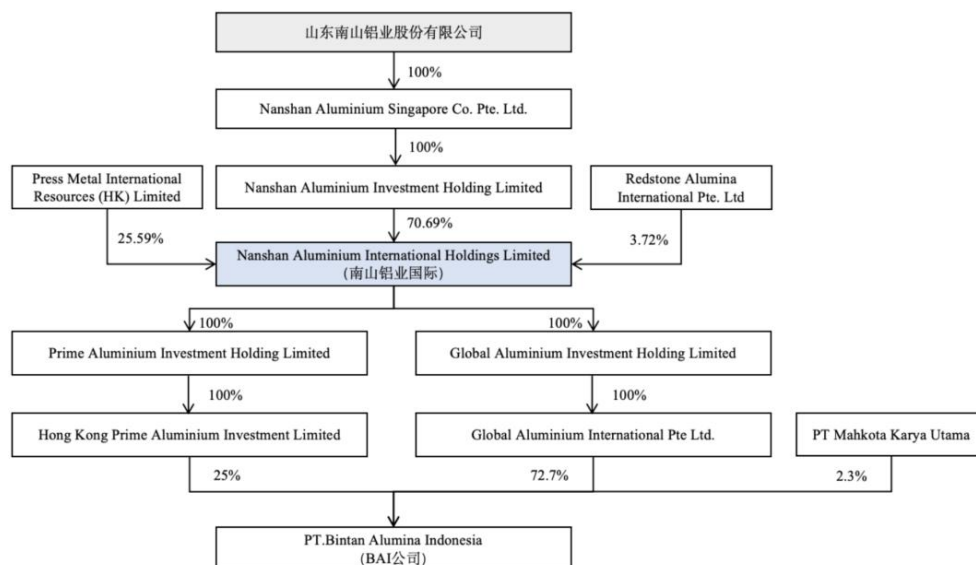 山东南山铝业股份有限公司
100%
Nanshan Aluminium Singapore Co. Pte. Ltd.
100%
Press Metal International
Resources (HK) Limited
Nanshan Aluminium Investment Holding Limited
Redstone Alumina
International Pte. Ltd
25.59%
70.69%
3.72%
Nanshan Aluminium International Holdings Limited
(南山铝业国际)
100%
100%
Prime Aluminium Investment Holding Limited
Global Aluminium Investment Holding Limited
100%
100%
Hong Kong Prime Aluminium Investment Limited
Global Aluminium International Pte Ltd.
PT Mahkota Karya Utama
25%
72.7%
2.3%
PT.Bintan Alumina Indonesia
(BAI公司)